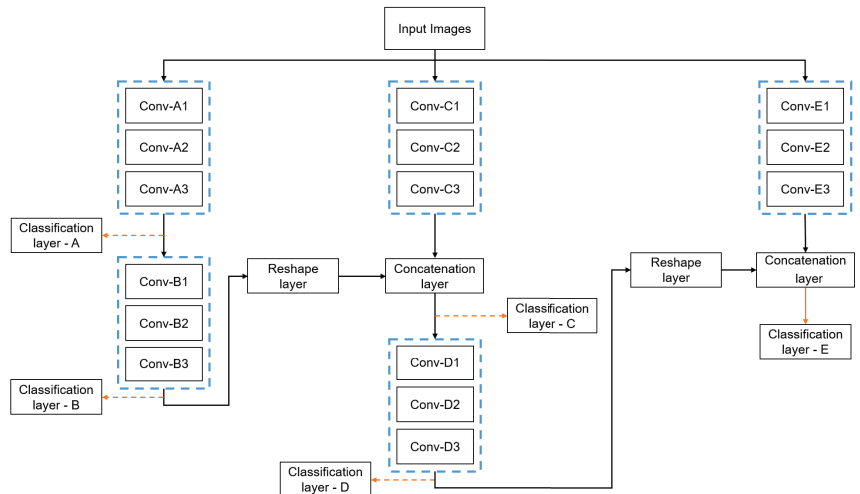 Input Images
Conv-A1
Conv-A2
Conv-A3
Classification
layer - A
Conv-B1
Conv-B2
Conv-B3
Classification
layer - B
Reshape
layer
Conv-C1
Conv-C2
Conv-C3
Concatenation
layer
Classification
layer - C
Conv-D1
Conv-D2
Conv-D3
Classification
layer - D
Reshape
layer
Conv-E1
Conv-E2
Conv-E3
Concatenation
layer
Classification
layer - E